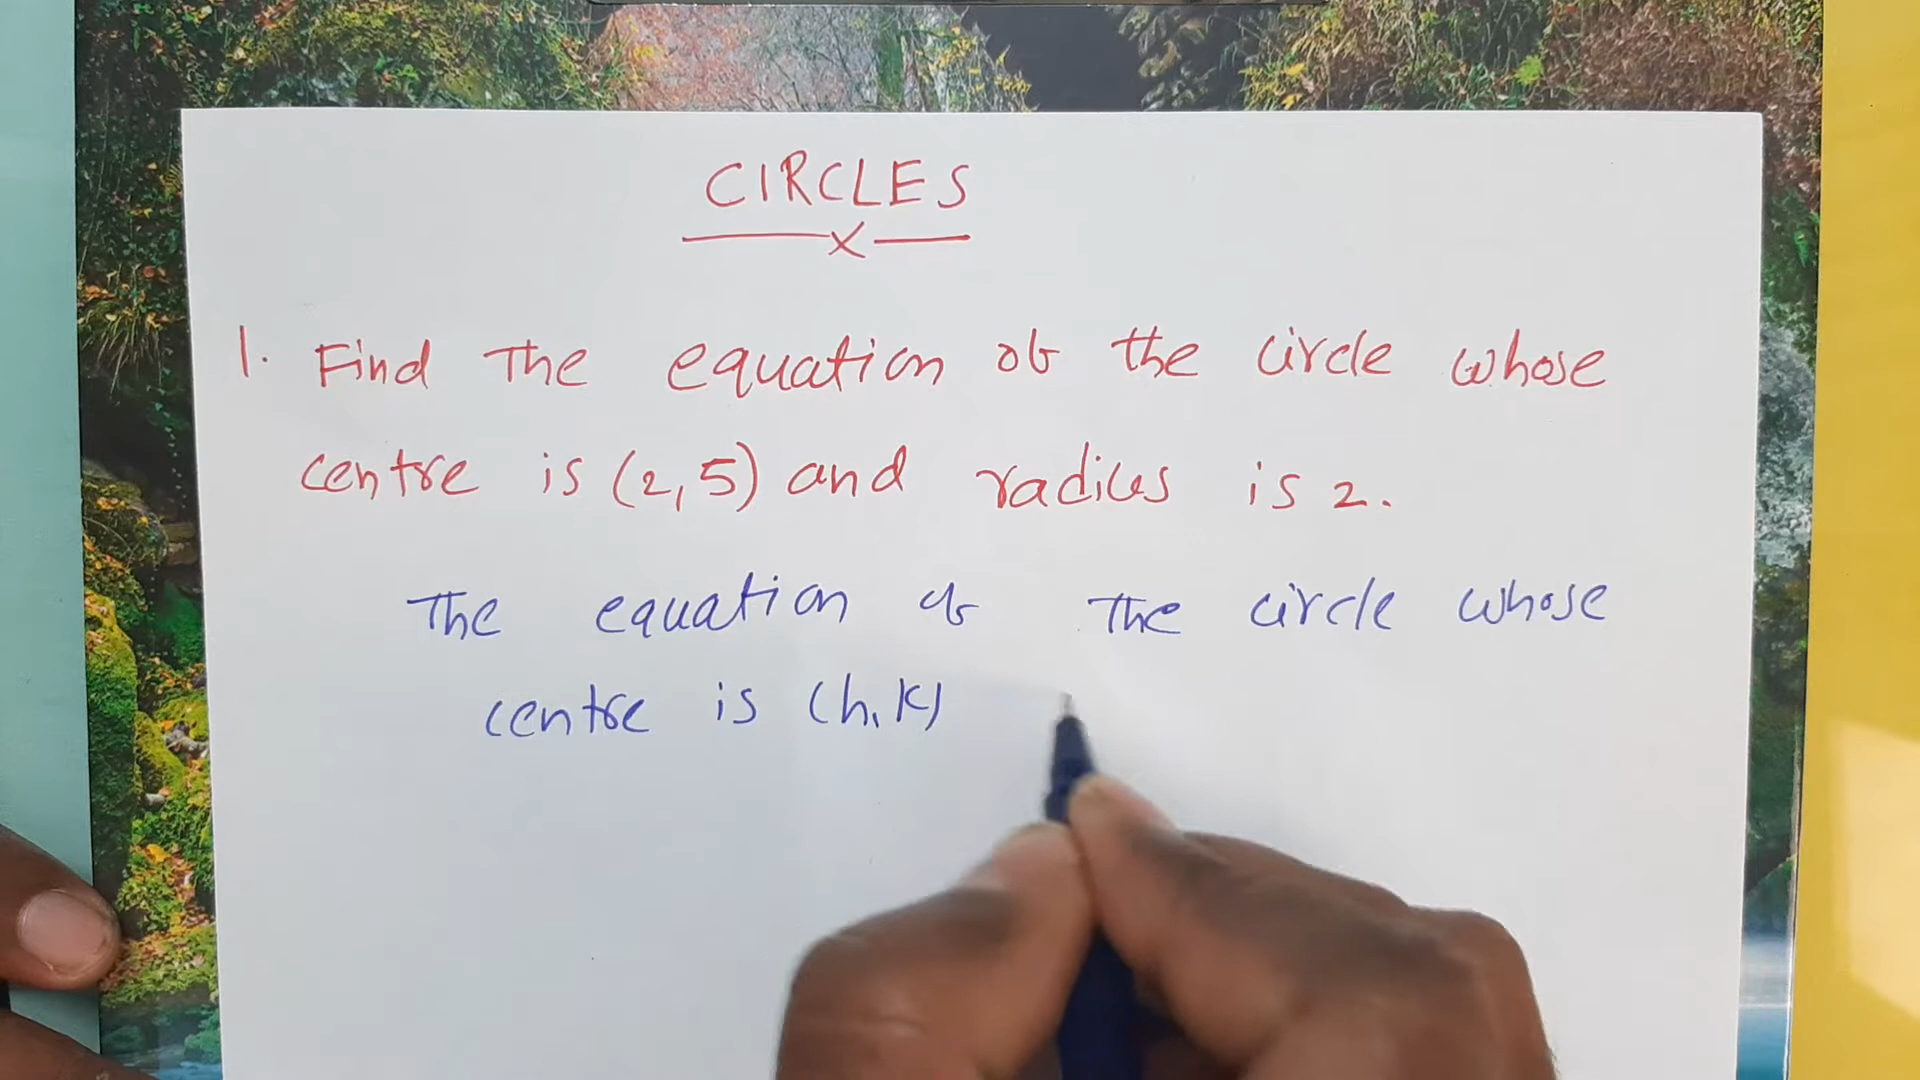 CIRCLES
x
1. Find The equation of the circle whose
centre is (2,5) and radius is 2.
The equation of The circle whose
centre is (h,k)